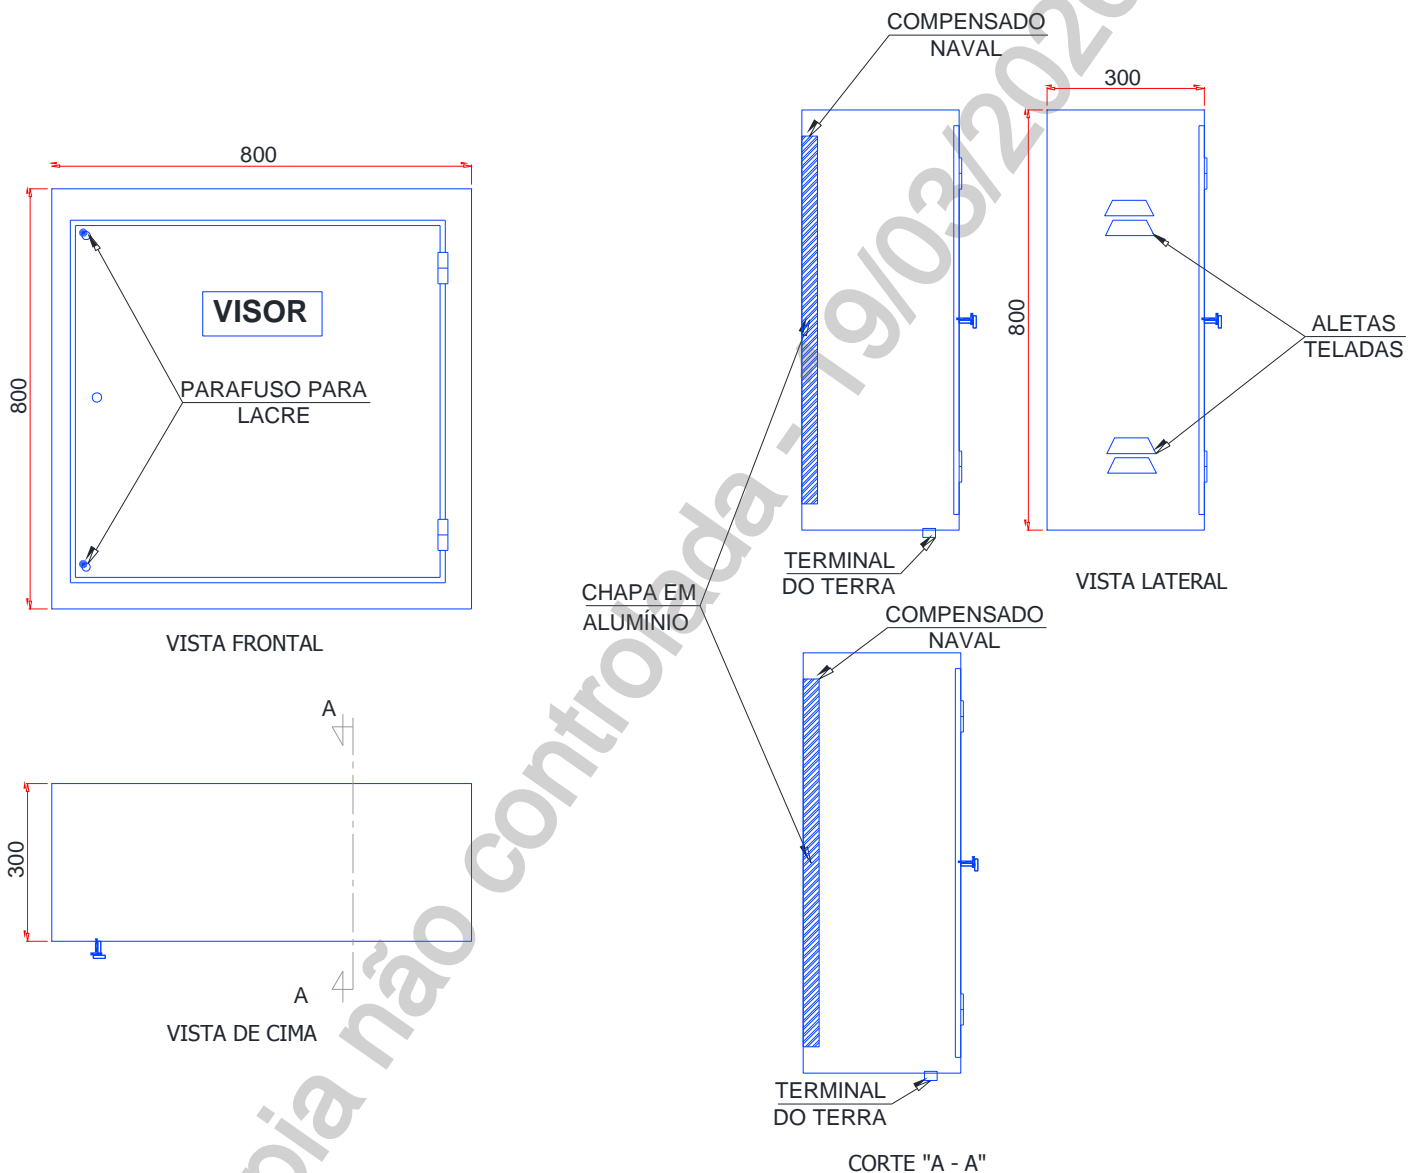 COMPENSADO
NAVAL
800
300
800
VISOR
PARAFUSO PARA
LACRE
800
ALETAS
TELADAS
TERMINAL
DO TERRA
VISTA LATERAL
VISTA FRONTAL
CHAPA EM
ALUMÍNIO
COMPENSADO
NAVAL
A
300
A
VISTA DE CIMA
TERMINAL
DO TERRA
CORTE "A - A"
pia não controlada - 19/03/202